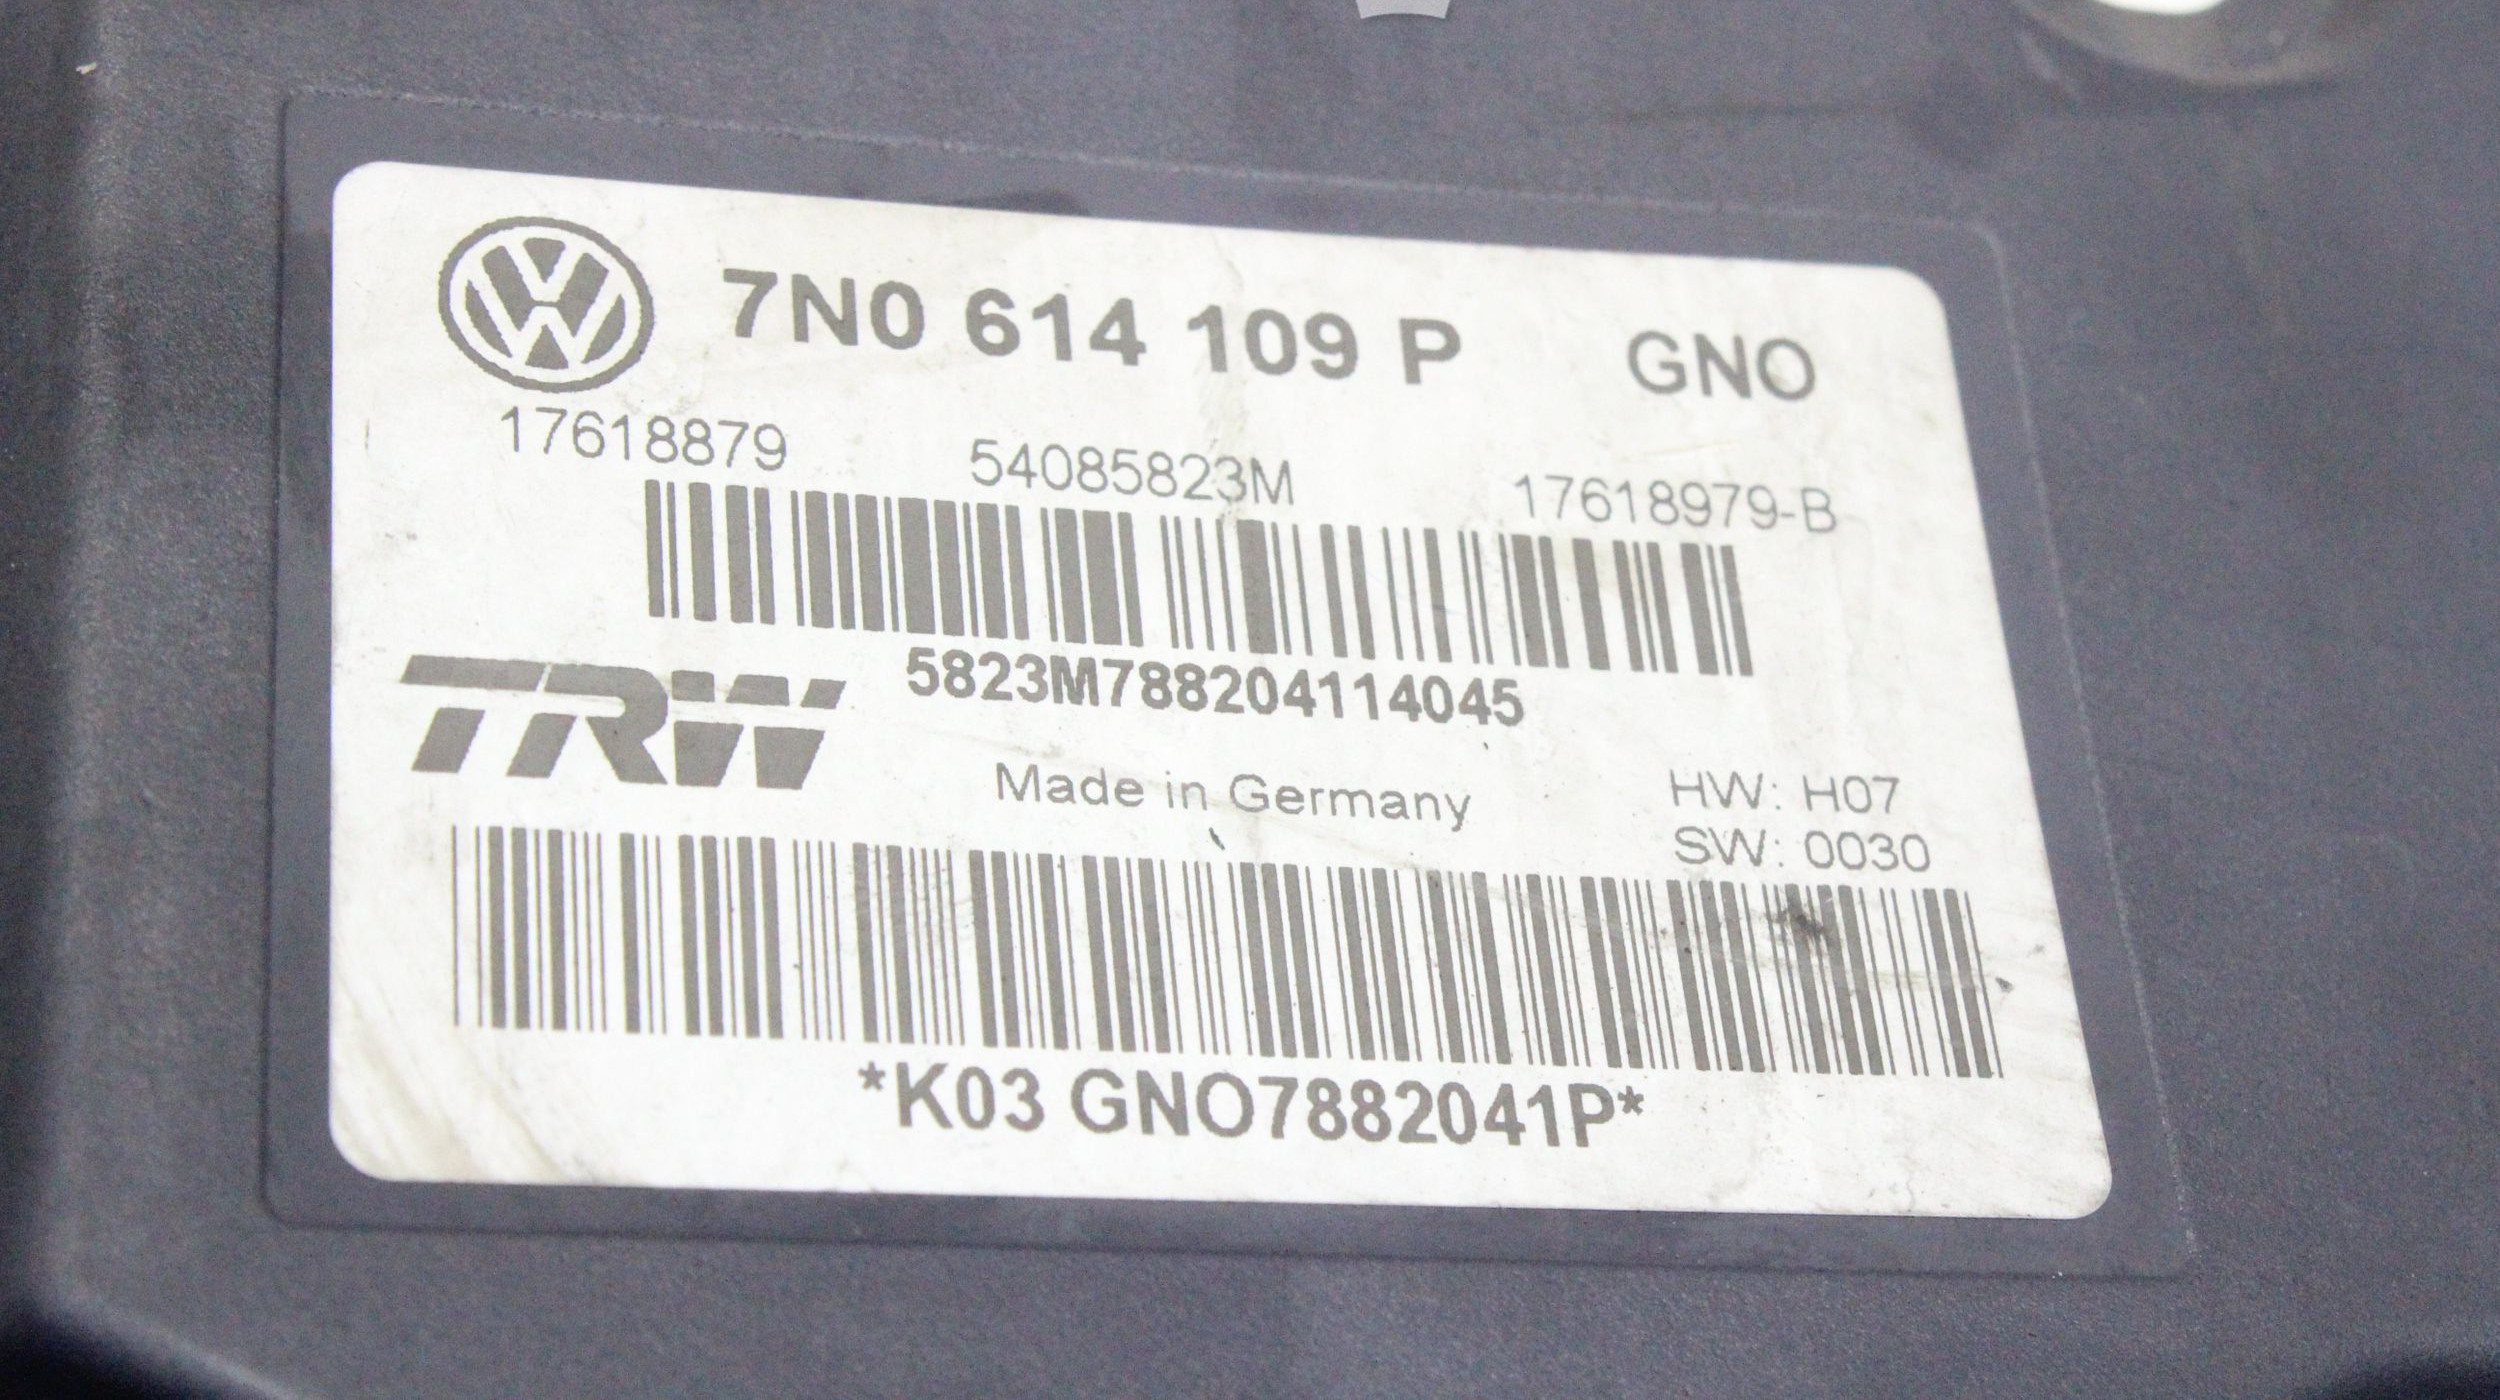 7N0 614 109 P GNO
17618879 54085823M 17618979-B
5823M788204114045
TRW
Made in Germany
HW: H07
SW: 0030
*K03 GNO7882041P*